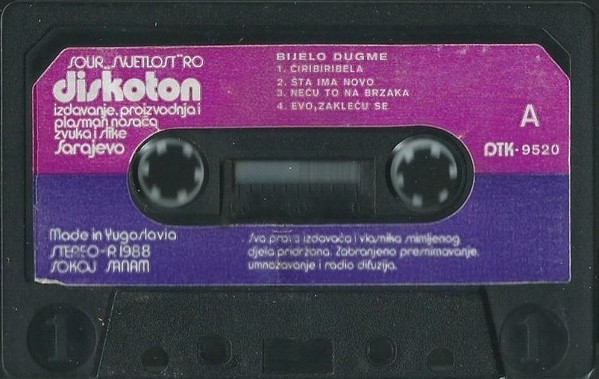 SOUR „SVJETLOST” RO
diskoton
izdavanje, proizvodnja i
plasman nosača
zvuka i slike
Sarajevo
BIJELO DUGME
1. ĆIRIBIRIBELA
2. ŠTA IMA NOVO
3. NEĆU TO NA BRZAKA
4. EVO, ZAKLEĆU SE
A
DTK-9520
Made in Yugoslavia
STEREO-R 1988
SOKOJ SANAM
Sva prava izdavača i vlasnika snimljenog
djela pridržana. Zabranjeno presnimavanje,
umnožavanje i radio difuzija.
1 1